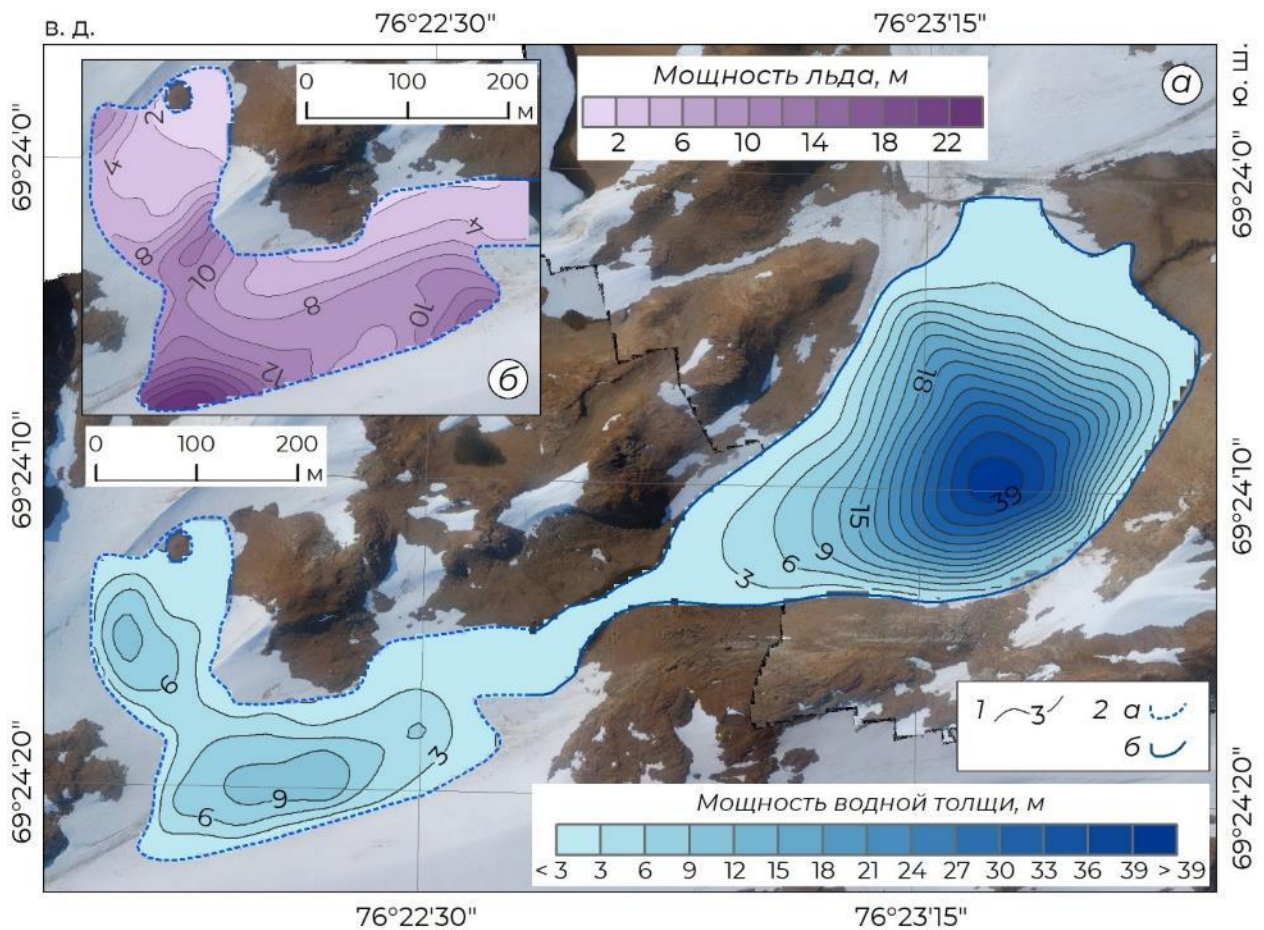 в. д.
76°22'30"
76°23'15"
ю. ш.
69°24'0"
69°24'10"
69°24'20"
0 100 200
м
2
4
8
10
4
8
10
12
б
Мощность льда, м
2 6 10 14 18 22
а
69°24'0"
69°24'10"
69°24'20"
0 100 200
м
18
39
15
9
6
3
6
3
9
6
1 3 2 а
б
Мощность водной толщи, м
< 3 3 6 9 12 15 18 21 24 27 30 33 36 39 > 39
76°22'30"
76°23'15"